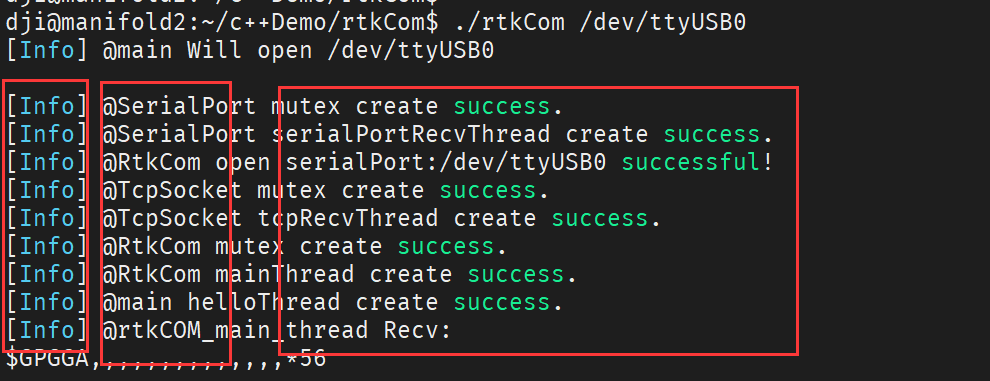 dji@manifold2:~/c++Demo/rtkCom$ ./rtkCom /dev/ttyUSB0
[Info] @main Will open /dev/ttyUSB0
[Info] @SerialPort mutex create success.
[Info] @SerialPort serialPortRecvThread create success.
[Info] @RtkCom open serialPort:/dev/ttyUSB0 successful!
[Info] @TcpSocket mutex create success.
[Info] @TcpSocket tcpRecvThread create success.
[Info] @RtkCom mutex create success.
[Info] @RtkCom mainThread create success.
[Info] @main helloThread create success.
[Info] @rtkCOM_main_thread Recv:
$GPGGA,,,,,,,,,,,,,,*56